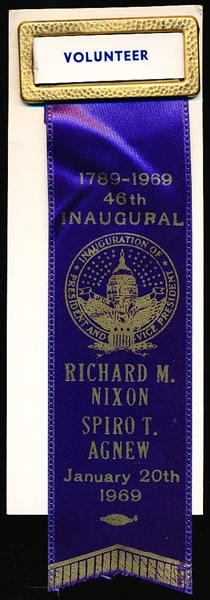 VOLUNTEER
1789-1969
46th
INAUGURAL
INAUGURATION OF
PRESIDENT AND VICE PRESIDENT
RICHARD M.
NIXON
SPIRO T.
AGNEW
January 20th
1969